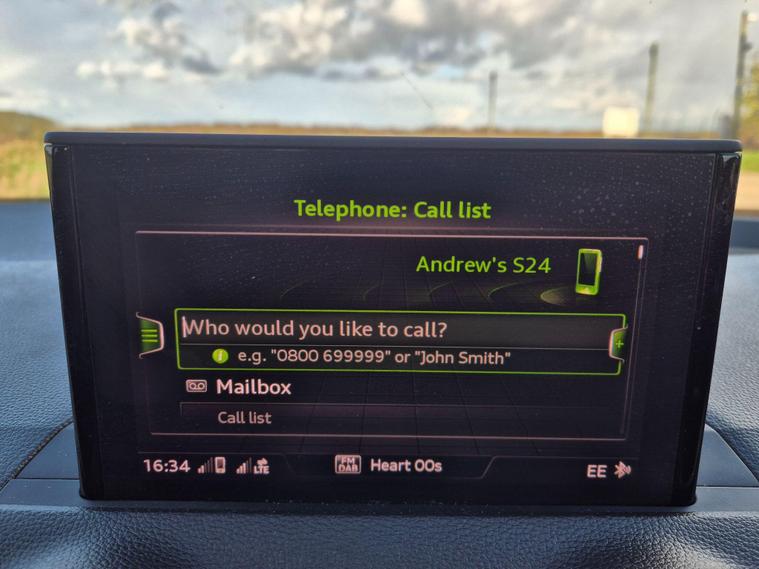 Telephone: Call list
Andrew's S24
Who would you like to call?
i e.g. "0800 699999" or "John Smith"
Mailbox
Call list
16:34 LTE FM DAB Heart 00s EE